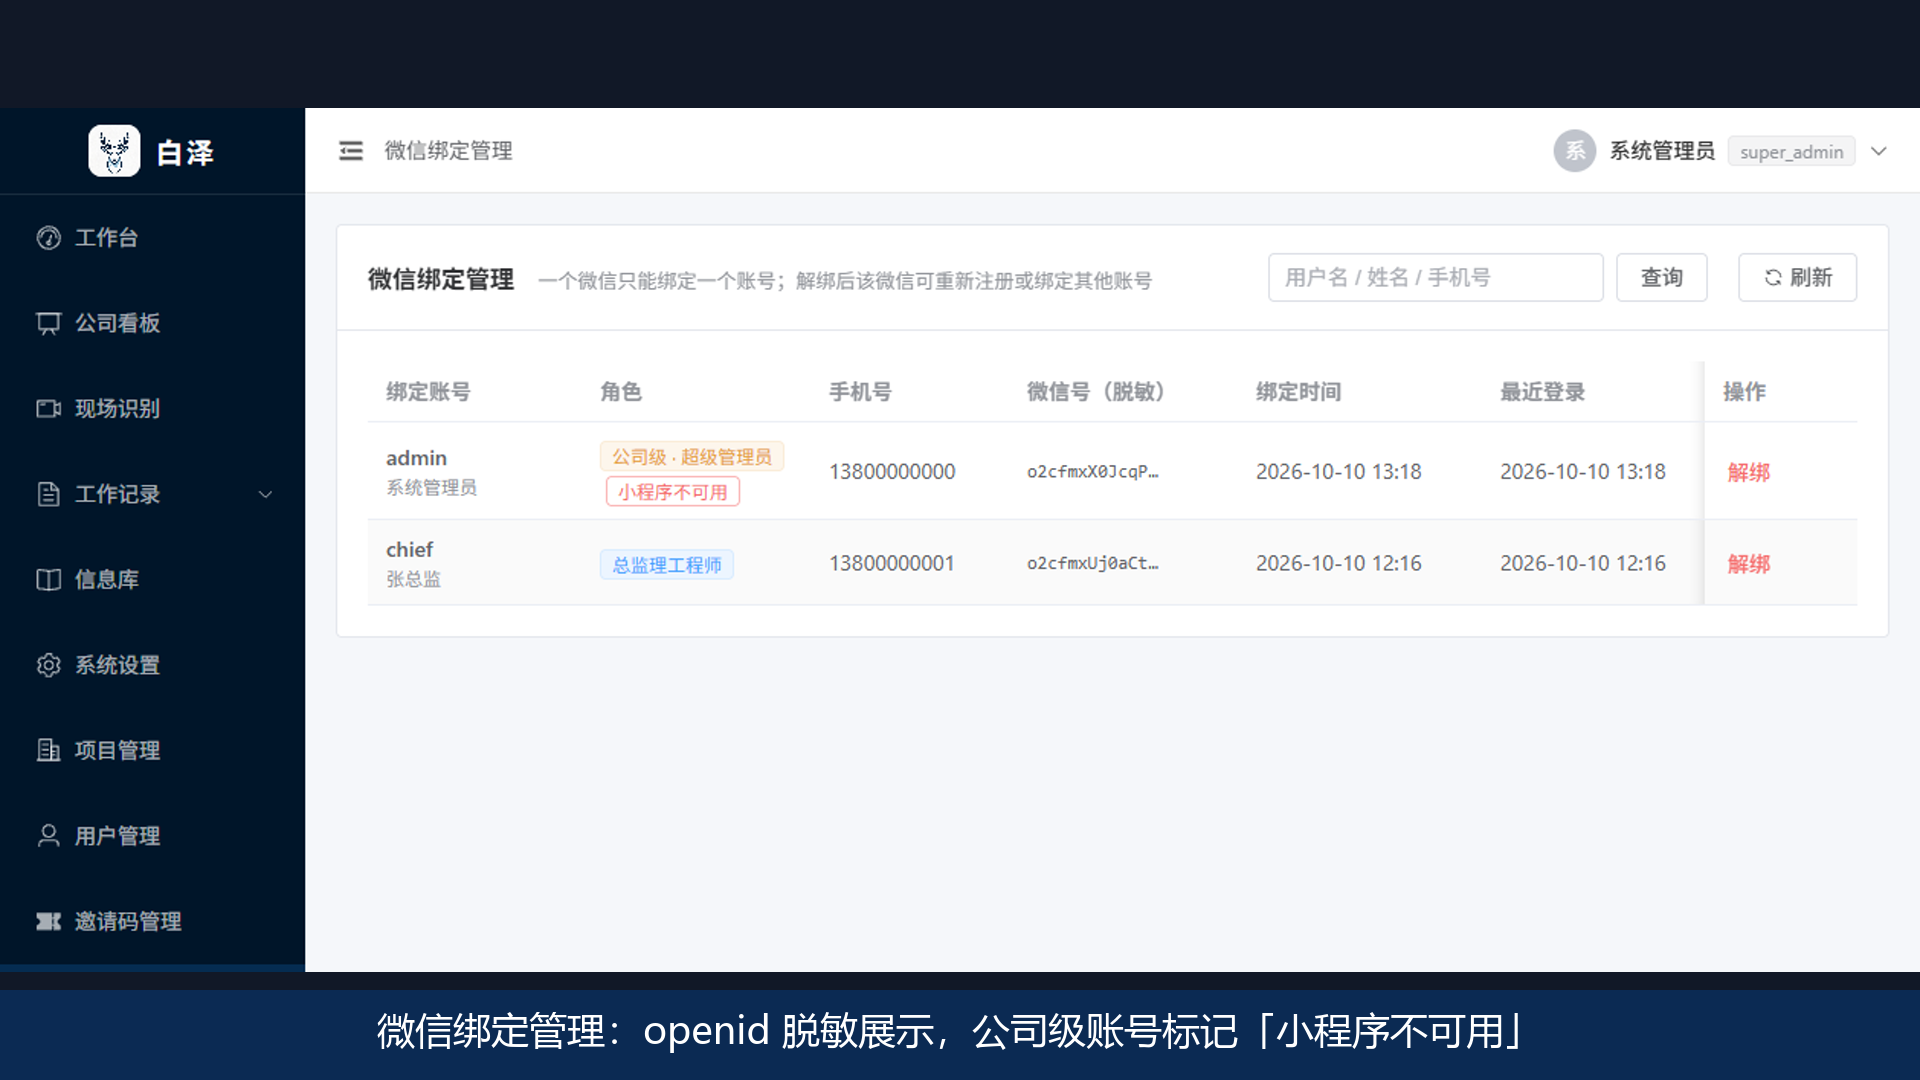 白泽
微信绑定管理
系 系统管理员 super_admin
工作台
公司看板
现场识别
工作记录
信息库
系统设置
项目管理
用户管理
邀请码管理
微信绑定管理 一个微信只能绑定一个账号；解绑后该微信可重新注册或绑定其他账号
用户名 / 姓名 / 手机号 查询 刷新
绑定账号 角色 手机号 微信号（脱敏） 绑定时间 最近登录 操作
admin 系统管理员 公司级 · 超级管理员 小程序不可用 13800000000 o2cfmxX0JcqP… 2026-10-10 13:18 2026-10-10 13:18 解绑
chief 张总监 总监理工程师 13800000001 o2cfmxUj0aCt… 2026-10-10 12:16 2026-10-10 12:16 解绑
微信绑定管理：openid 脱敏展示，公司级账号标记「小程序不可用」